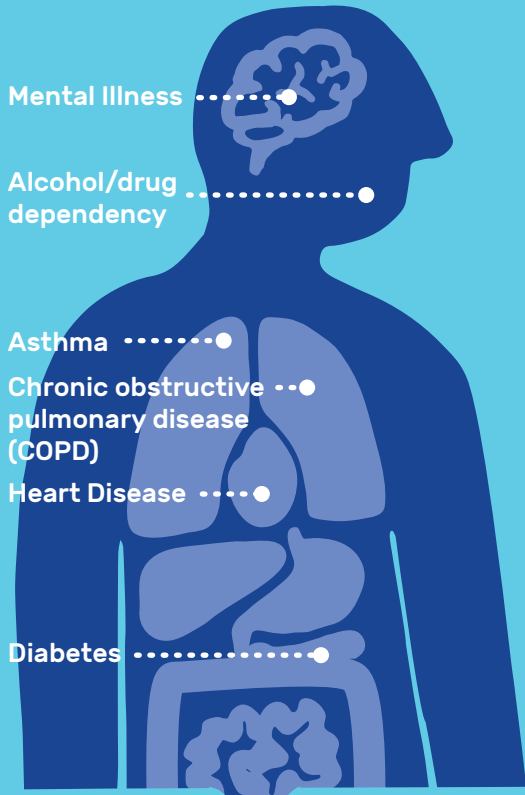 Mental Illness
Alcohol/drug
dependency
Asthma
Chronic obstructive
pulmonary disease
(COPD)
Heart Disease
Diabetes